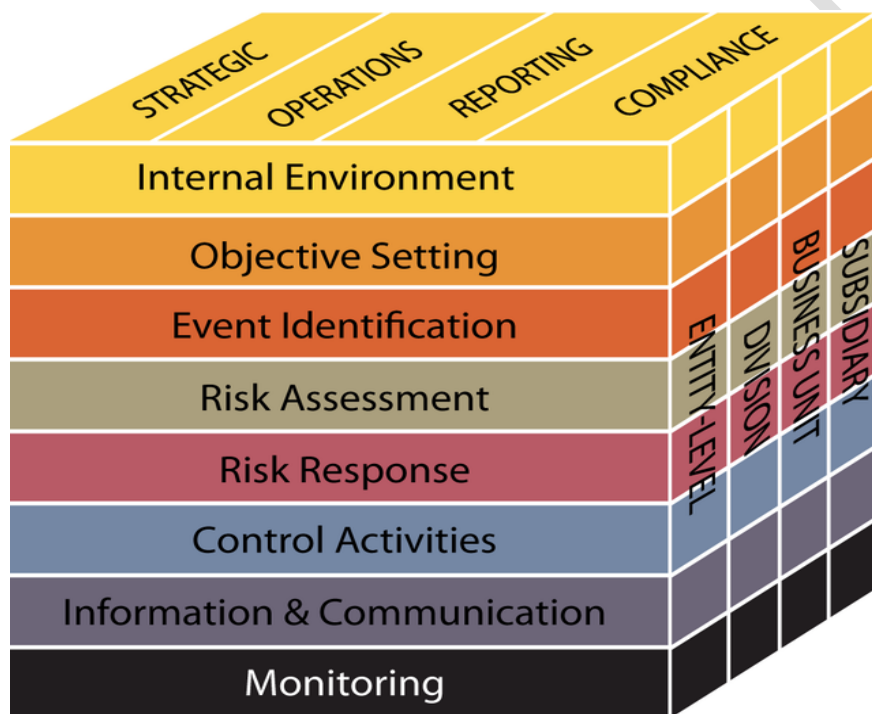 STRATEGIC
OPERATIONS
REPORTING
COMPLIANCE
Internal Environment
Objective Setting
Event Identification
Risk Assessment
Risk Response
Control Activities
Information & Communication
Monitoring
ENTITY-LEVEL
DIVISION
BUSINESS UNIT
SUBSIDIARY